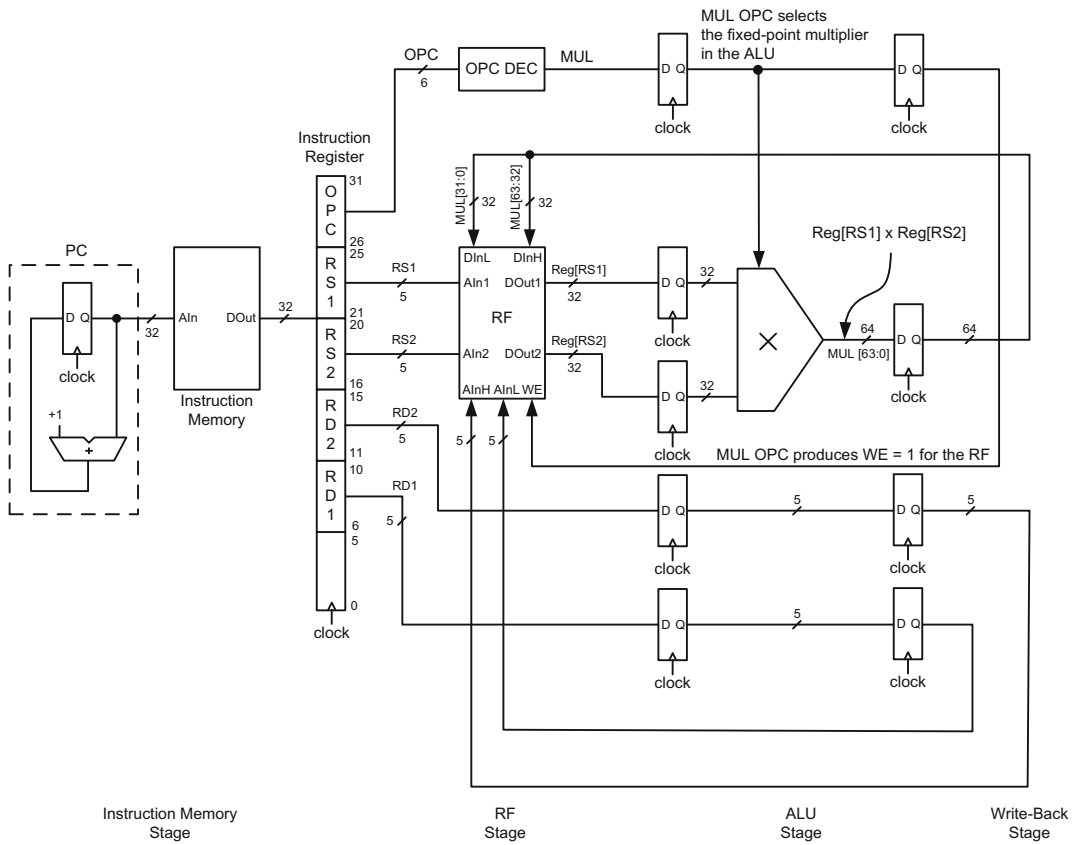 MUL OPC selects
the fixed-point multiplier
in the ALU
OPC
6
OPC DEC
MUL
D Q
clock
D Q
clock
Instruction
Register
31
O
P
C
26
25
R
S
1
21
20
R
S
2
16
15
R
D
2
11
10
R
D
1
6
5
0
clock
PC
D Q
clock
+1
+
32
AIn
DOut
Instruction
Memory
32
RS1
5
RS2
5
RD2
5
RD1
5
MUL[31:0]
32
MUL[63:32]
32
DInL
DInH
AIn1
DOut1
RF
AIn2
DOut2
AInH
AInL
WE
Reg[RS1]
32
Reg[RS2]
32
D Q
clock
D Q
clock
32
32
Reg[RS1] x Reg[RS2]
64
MUL [63:0]
D Q
clock
64
5
5
MUL OPC produces WE = 1 for the RF
D Q
clock
5
D Q
clock
5
D Q
clock
5
D Q
clock
Instruction Memory
Stage
RF
Stage
ALU
Stage
Write-Back
Stage